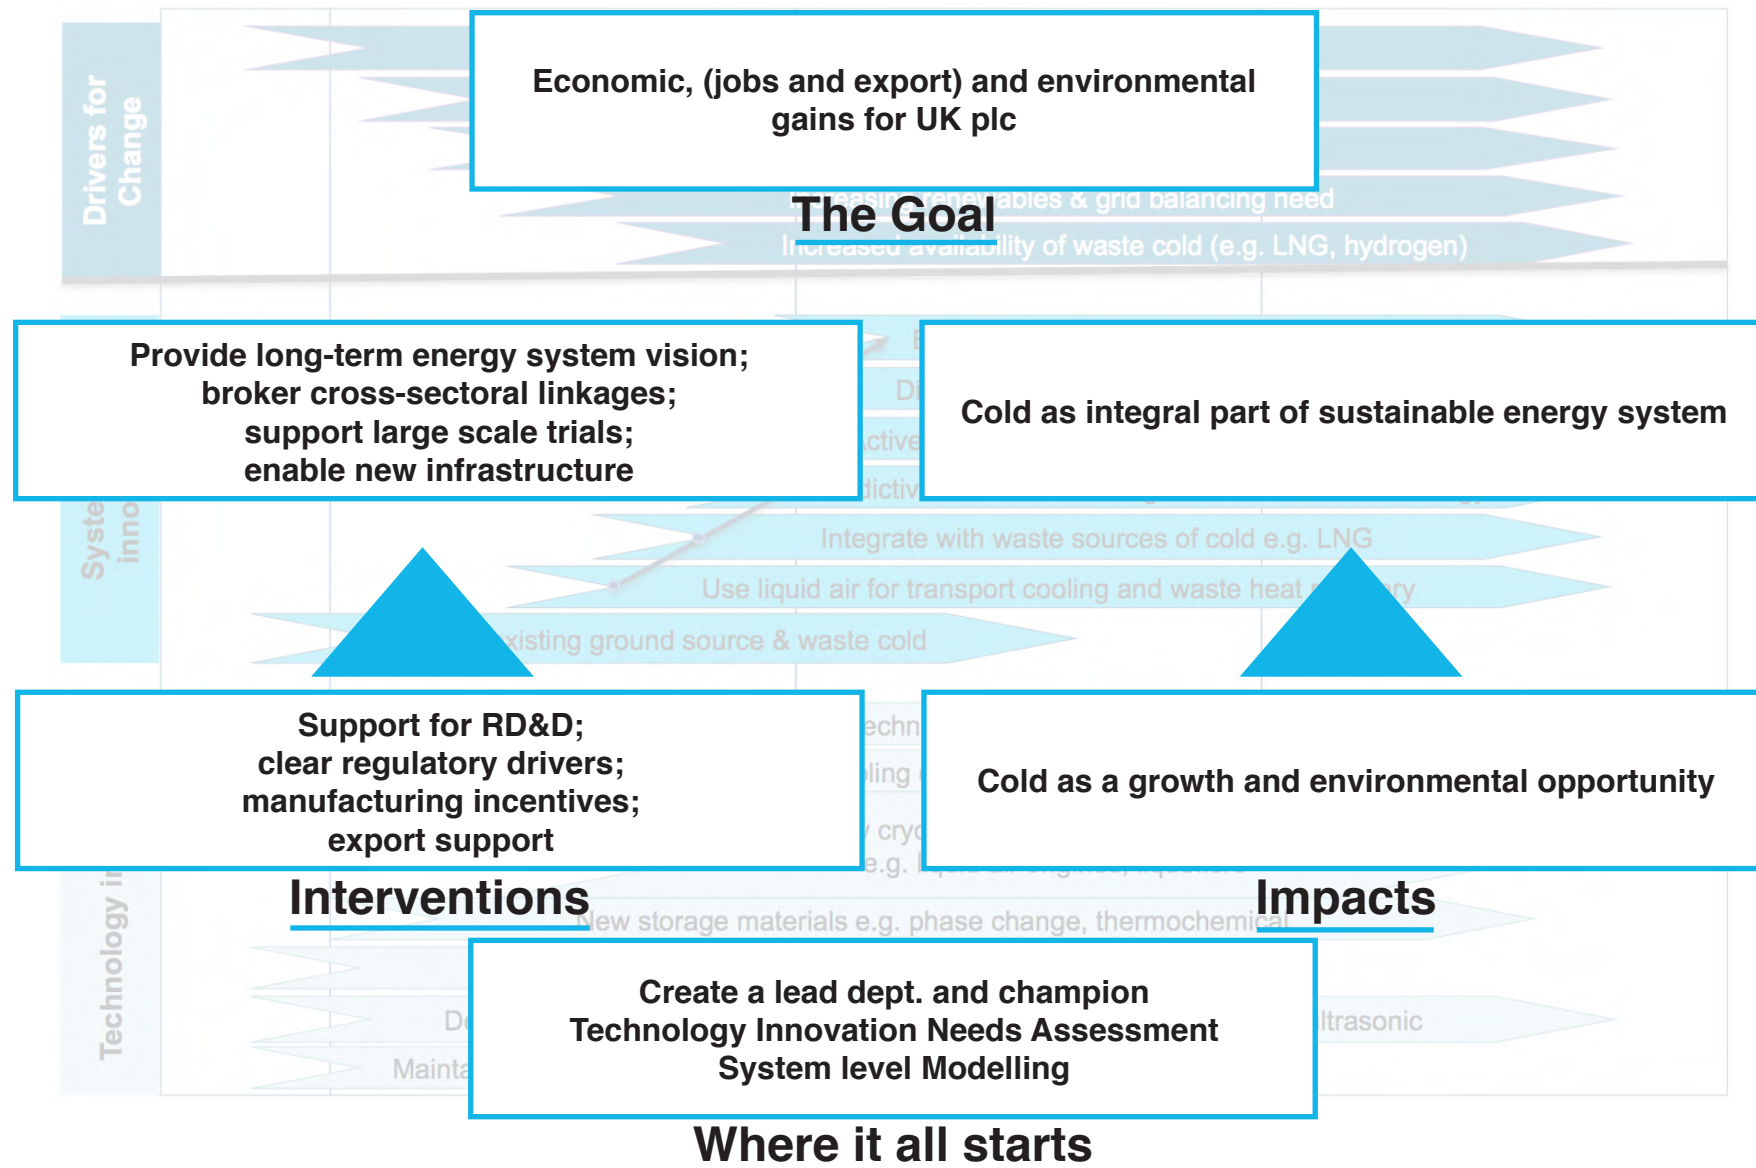 Economic, (jobs and export) and environmental
gains for UK plc
Drivers for
Change
renewables & grid balancing need
The Goal
Increased availability of waste cold (e.g. LNG, hydrogen)
Provide long-term energy system vision;
broker cross-sectoral linkages;
support large scale trials;
enable new infrastructure
Cold as integral part of sustainable energy system
Integrate with waste sources of cold e.g. LNG
Use liquid air for transport cooling and waste heat
ground source & waste cold
Support for RD&D;
clear regulatory drivers;
manufacturing incentives;
export support
Cold as a growth and environmental opportunity
e.g.
Technology
Interventions
Impacts
New storage materials e.g. phase change, thermochemical
Create a lead dept. and champion
Technology Innovation Needs Assessment
System level Modelling
Where it all starts